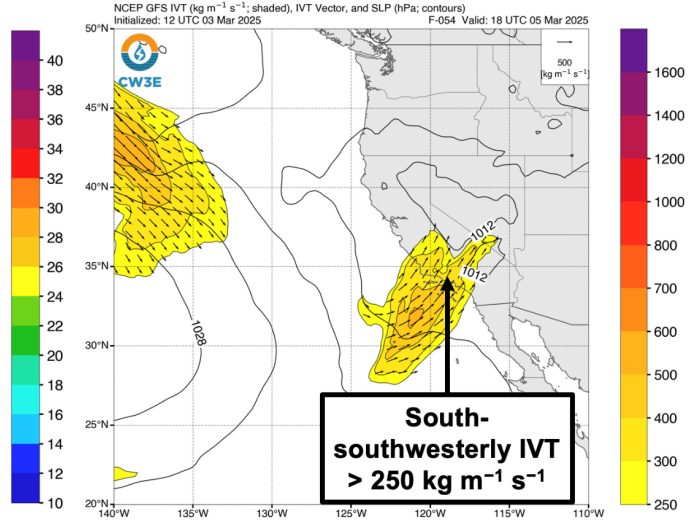 NCEP GFS IVT (kg m⁻¹ s⁻¹; shaded), IVT Vector, and SLP (hPa; contours)
Initialized: 12 UTC 03 Mar 2025 F-054 Valid: 18 UTC 05 Mar 2025
CW3E
500
[kg m⁻¹ s⁻¹]
50°N
45°N
40°N
35°N
30°N
25°N
20°N
140°W
135°W
130°W
125°W
120°W
115°W
110°W
40
38
36
34
32
30
28
26
24
22
20
18
16
14
12
10
1028
1012
1012
South-
southwesterly IVT
> 250 kg m⁻¹ s⁻¹
1600
1400
1200
1000
800
700
600
500
400
300
250